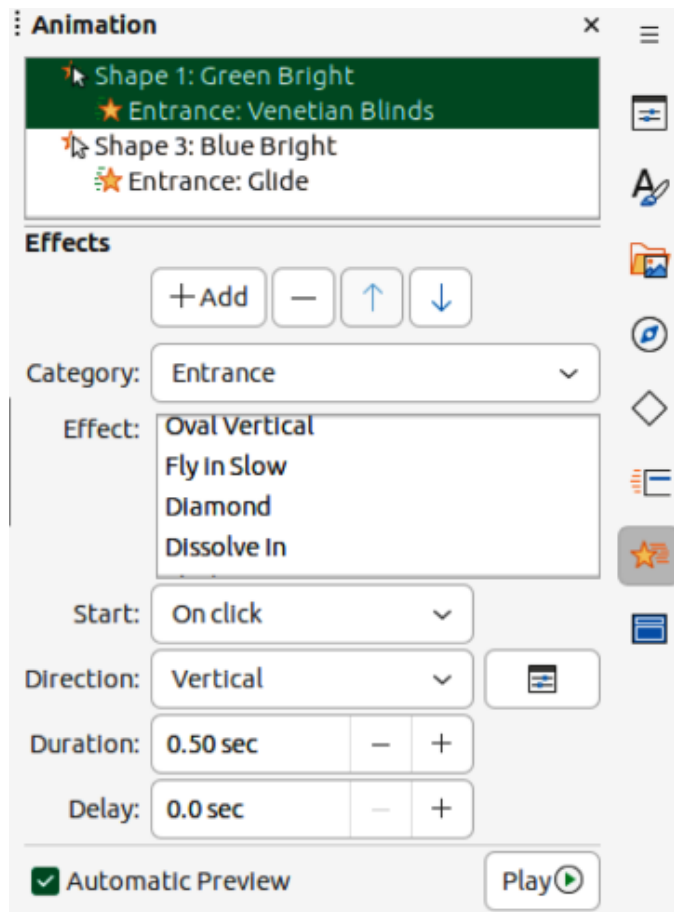 Animation
Shape 1: Green Bright
Entrance: Venetian Blinds
Shape 3: Blue Bright
Entrance: Glide
Effects
Add
Category: Entrance
Effect: Oval Vertical
Fly In Slow
Diamond
Dissolve In
Start: On click
Direction: Vertical
Duration: 0.50 sec
Delay: 0.0 sec
Automatic Preview Play